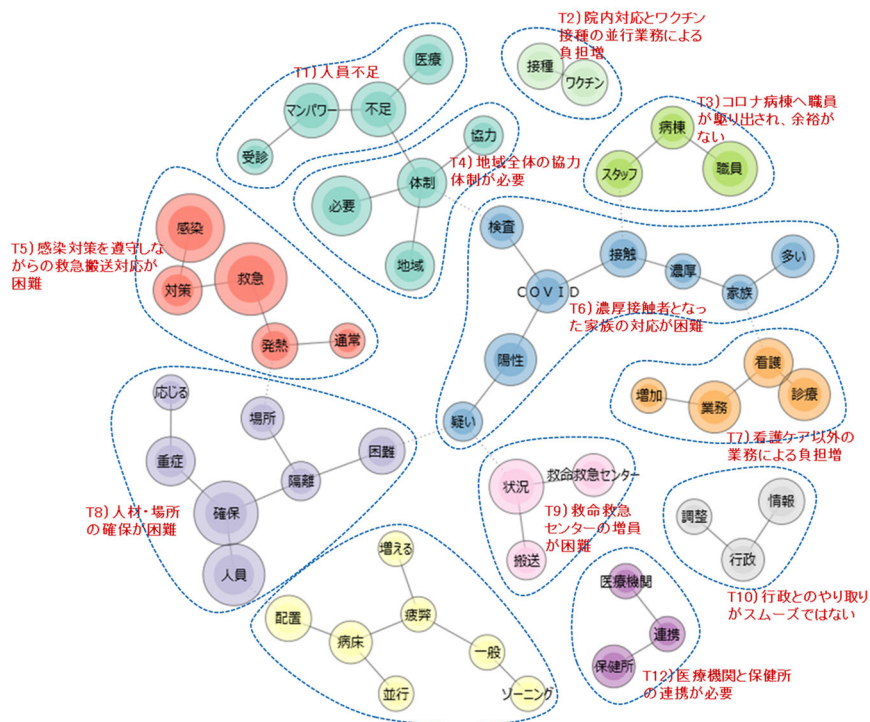 T2）院内対応とワクチン
接種の並行業務による
負担増
接種
ワクチン
T1）人員不足
医療
マンパワー
不足
受診
T3）コロナ病棟へ職員
が駆り出され、余裕が
ない
病棟
スタッフ
職員
T4）地域全体の協力
体制が必要
協力
体制
必要
地域
T5）感染対策を遵守しな
がらの救急搬送対応が
困難
感染
対策
救急
発熱
通常
検査
接触
濃厚
家族
多い
ＣＯＶＩＤ
陽性
疑い
T6）濃厚接触者となっ
た家族の対応が困難
看護
増加
業務
診療
T7）看護ケア以外の
業務による負担増
応じる
場所
困難
重症
隔離
確保
人員
T8）人材・場所
の確保が困難
状況
救命救急センター
搬送
T9）救命救急
センターの増員
が困難
調整
情報
行政
T10）行政とのやり取り
がスムーズではない
増える
配置
疲弊
病床
一般
並行
ゾーニング
医療機関
連携
保健所
T12）医療機関と保健所
の連携が必要